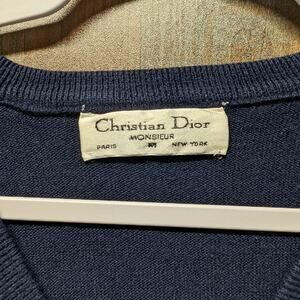 Christian Dior
MONSIEUR
PARIS M NEW YORK